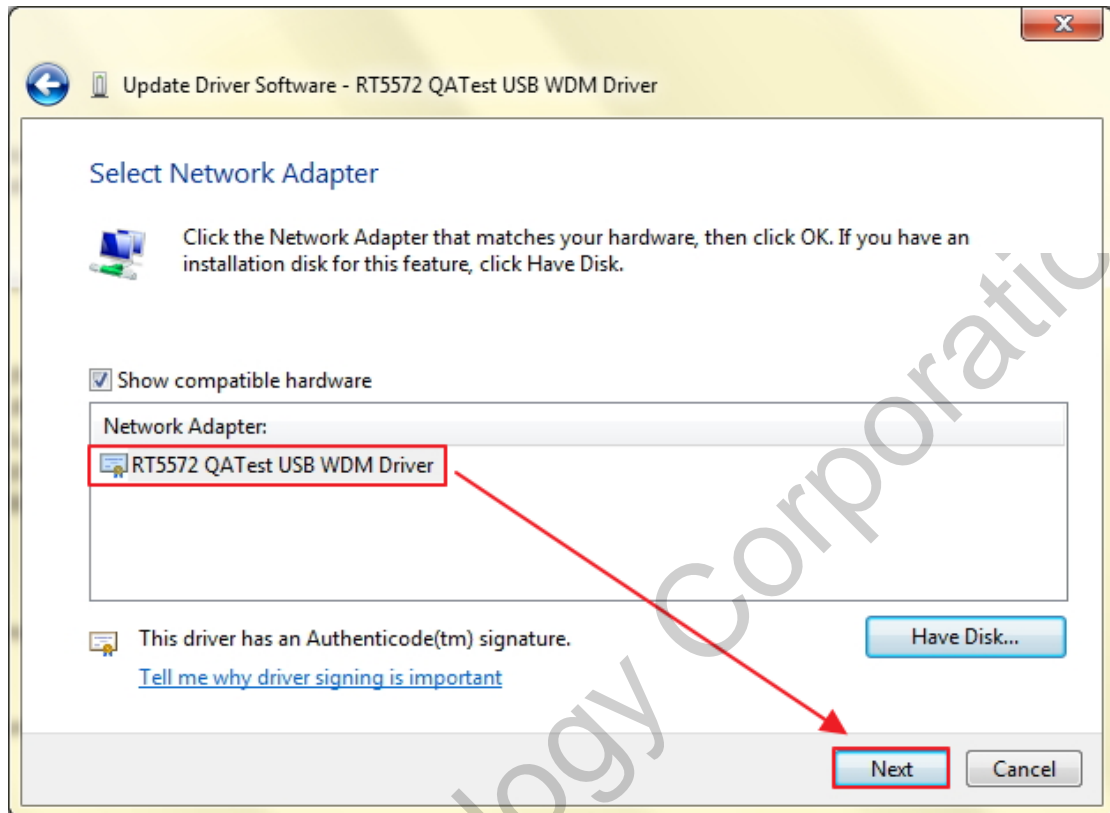 Update Driver Software - RT5572 QATest USB WDM Driver
Select Network Adapter
Click the Network Adapter that matches your hardware, then click OK. If you have an
installation disk for this feature, click Have Disk.
Show compatible hardware
Network Adapter:
RT5572 QATest USB WDM Driver
This driver has an Authenticode(tm) signature.
Have Disk...
Tell me why driver signing is important
Next
Cancel
Corporatio